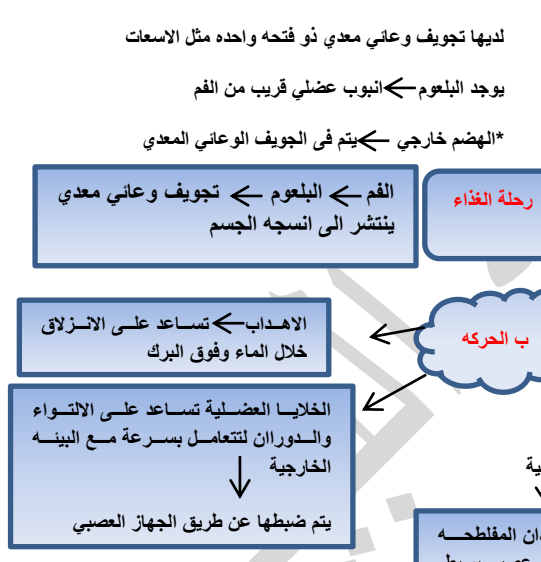 لديها تجويف وعائي معدي ذو فتحه واحده مثل الاسعات
يوجد البلعوم ← انبوب عضلي قريب من الفم
*الهضم خارجي ← يتم فى الجويف الوعائي المعدي
رحلة الغذاء
الفم ← البلعوم ← تجويف وعائي معدي
ينتشر الى انسجه الجسم
ب الحركه
الاهداب ← تساعد على الانزلاق
خلال الماء وفوق البرك
الخلايا العضلية تساعد على الالتواء
والدوران لتتعامل بسرعة مع البينه
الخارجية
يتم ضبطها عن طريق الجهاز العصبي
ية
ان المفلطحه